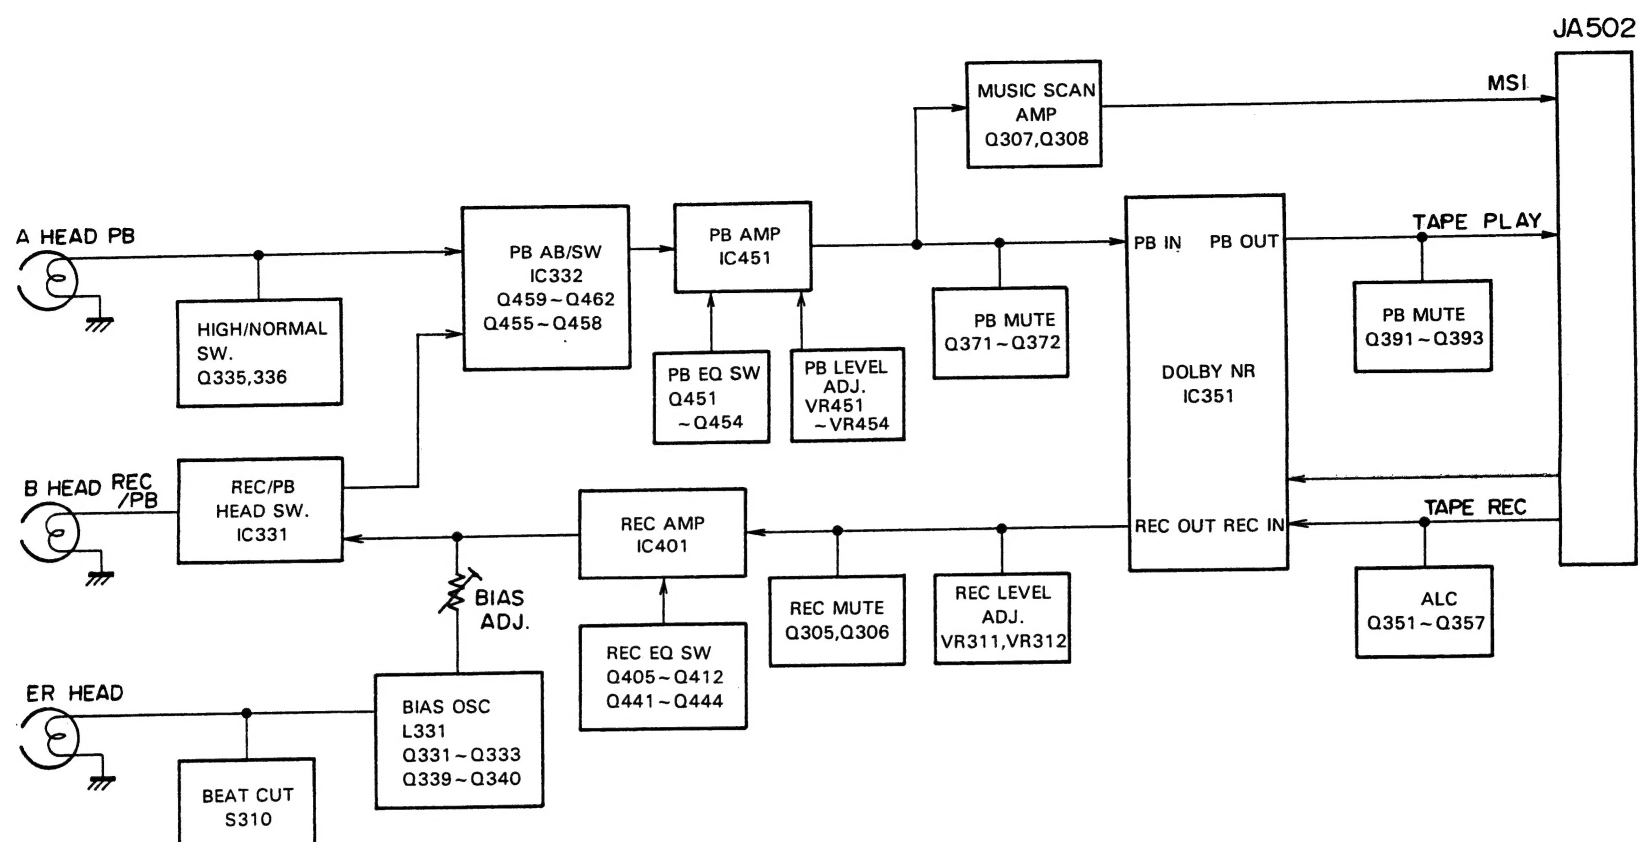 JA502
MUSIC SCAN
AMP
Q307,Q308
MSI
A HEAD PB
HIGH/NORMAL
SW.
Q335,336
PB AB/SW
IC332
Q459~Q462
Q455~Q458
PB AMP
IC451
PB EQ SW
Q451
~Q454
PB LEVEL
ADJ.
VR451
~VR454
PB MUTE
Q371~Q372
PB IN PB OUT
DOLBY NR
IC351
REC OUT REC IN
TAPE PLAY
PB MUTE
Q391~Q393
B HEAD REC
/PB
REC/PB
HEAD SW.
IC331
REC AMP
IC401
TAPE REC
BIAS
ADJ.
REC EQ SW
Q405~Q412
Q441~Q444
REC MUTE
Q305,Q306
REC LEVEL
ADJ.
VR311,VR312
ALC
Q351~Q357
ER HEAD
BIAS OSC
L331
Q331~Q333
Q339~Q340
BEAT CUT
S310